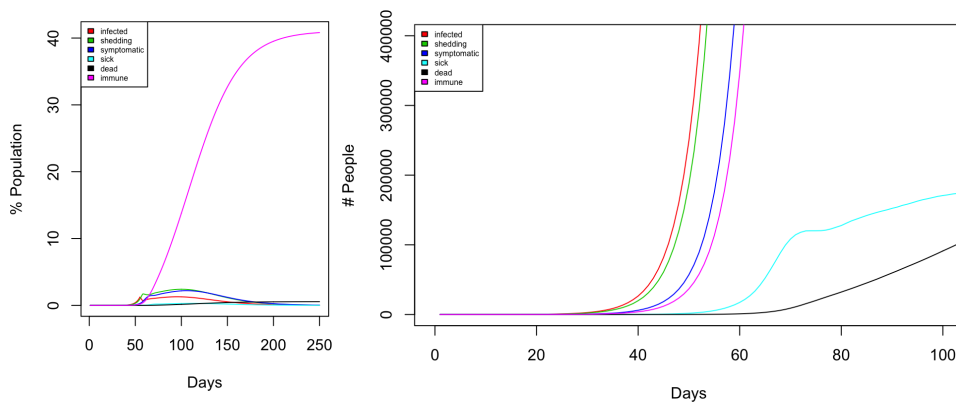 infected
shedding
symptomatic
sick
dead
immune
% Population
40
30
20
10
0
0 50 100 150 200 250
Days
infected
shedding
symptomatic
sick
dead
immune
# People
400000
300000
200000
100000
0
0 20 40 60 80 100
Days